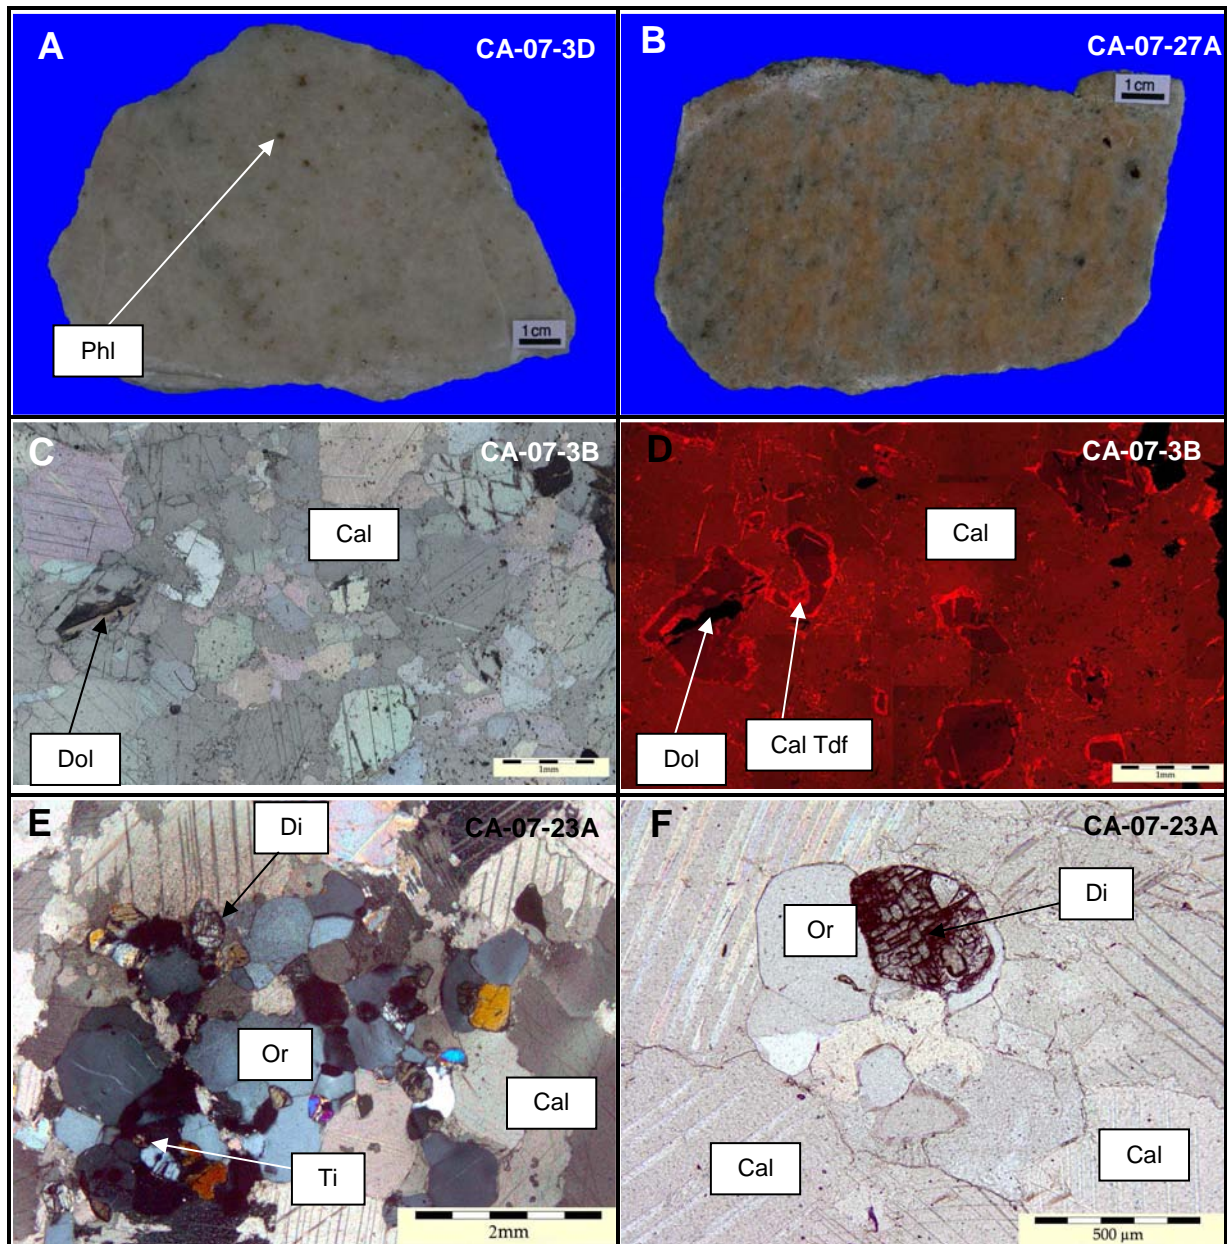 A
CA-07-3D
Phl
1cm
B
CA-07-27A
1cm
C
CA-07-3B
Cal
Dol
1mm
D
CA-07-3B
Cal
Dol
Cal Tdf
1mm
E
CA-07-23A
Di
Or
Cal
Ti
2mm
F
CA-07-23A
Or
Di
Cal
Cal
500 µm